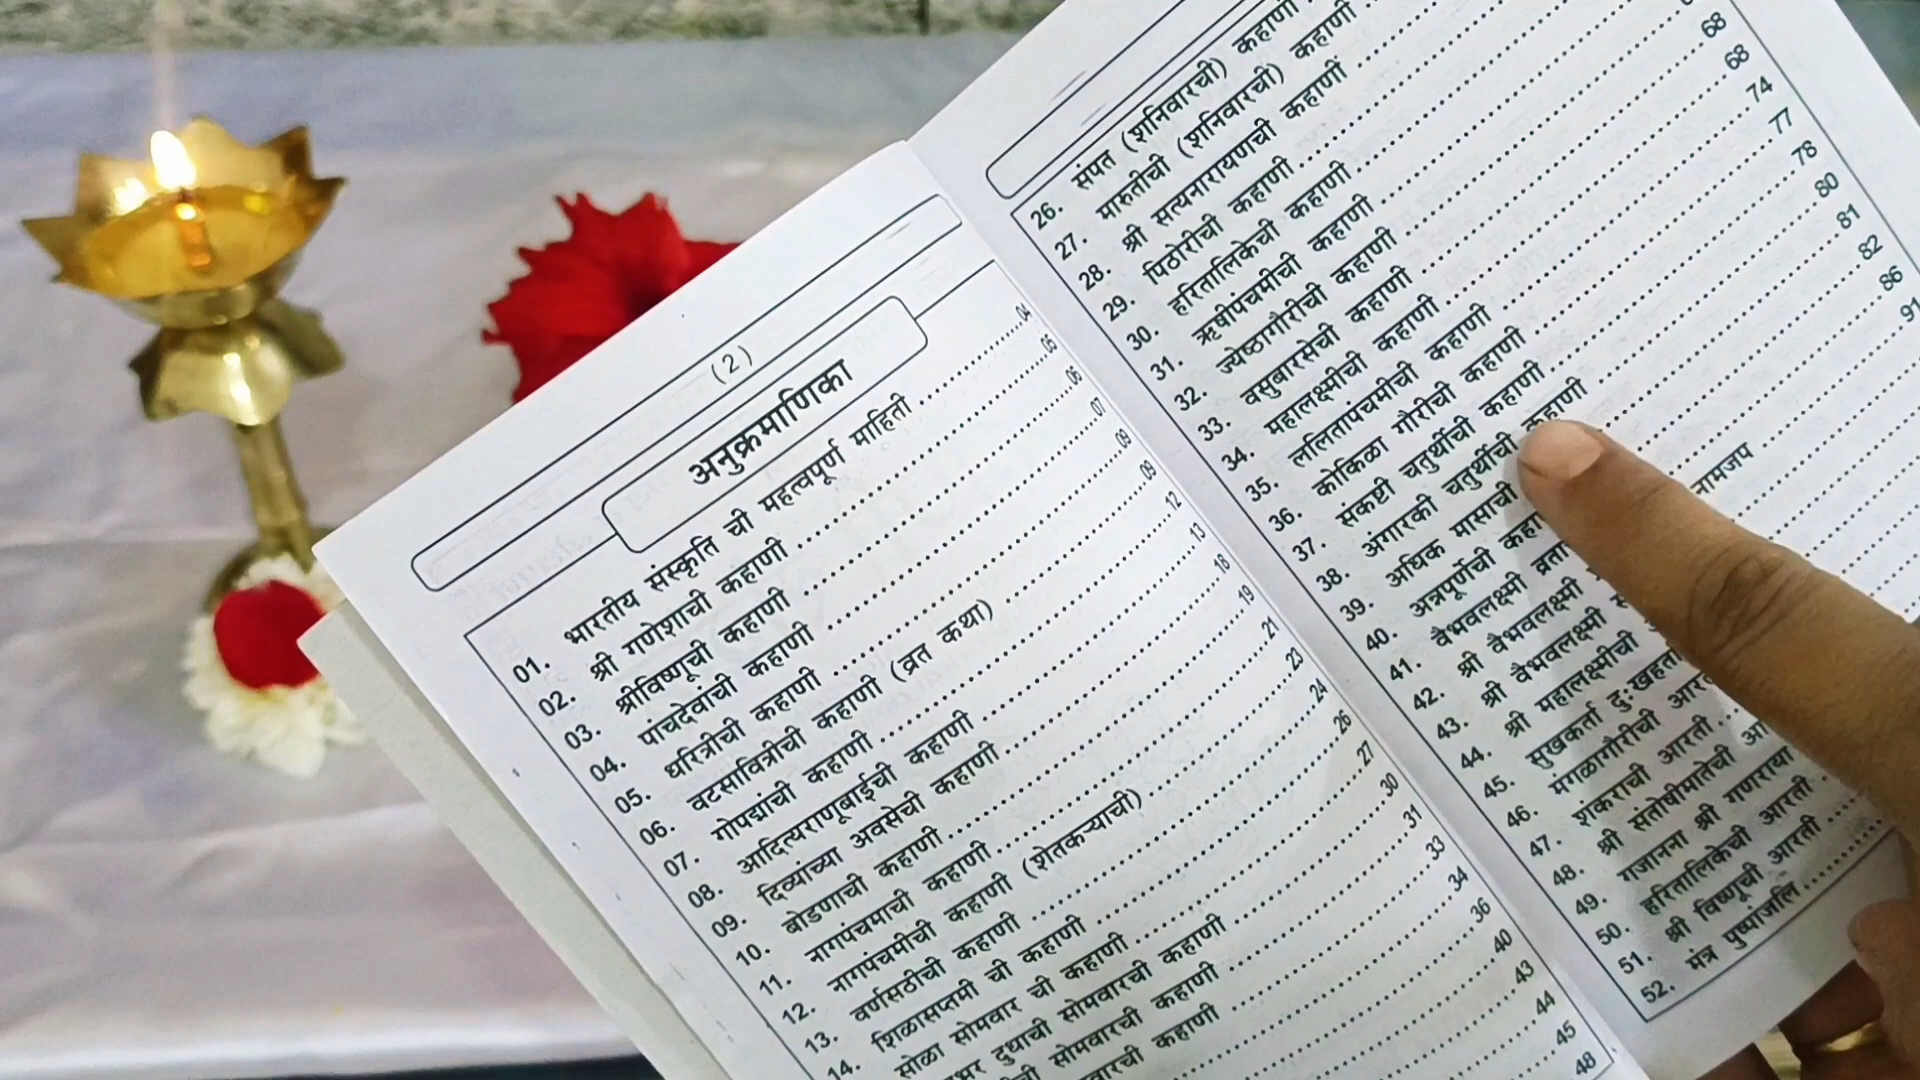 (2)
अनुक्रमाणिका
01. भारतीय संस्कृति ची महत्वपूर्ण माहिती ........ 04
02. श्री गणेशाची कहाणी ........ 05
03. श्रीविष्णूची कहाणी ........ 06
04. पांचदेवांची कहाणी ........ 07
05. धरित्रीची कहाणी ........ 09
06. वटसावित्रीची कहाणी (व्रत कथा) ........ 09
07. गोपद्मांची कहाणी ........ 12
08. आदित्यराणूबाईची कहाणी ........ 13
09. दिव्यांच्या अवसेची कहाणी ........ 18
10. बोडणाची कहाणी ........ 19
11. नागपंचमाची कहाणी ........ 21
12. नागपंचमीची कहाणी (शेतकऱ्याची) ........ 23
13. वर्णसठीची कहाणी ........ 24
14. शिळासप्तमी ची कहाणी ........ 26
सोळा सोमवार ची कहाणी ........ 27
दुधाची सोमवारची कहाणी ........ 30
सोमवारची कहाणी ........ 31
कहाणी ........ 33
34
36
40
43
44
45
48
26. संपत (शनिवारची) कहाणी
27. मारुतीची (शनिवारची) कहाणी
28. श्री सत्यनारायणची कहाणीं
29. पिठोरीची कहाणी
30. हरितालिकेची कहाणी
31. ऋषीपंचमीची कहाणी
32. ज्येष्ठागौरीची कहाणी ........ 68
33. वसुबारसेची कहाणी ........ 68
34. महालक्ष्मीची कहाणी ........ 74
35. ललितापंचमीची कहाणी ........ 77
36. कोकिळा गौरीची कहाणी ........ 78
37. संकष्टी चतुर्थीची कहाणी ........ 80
38. अंगारकी चतुर्थीची कहाणी ........ 81
39. अधिक मासाची ........ 82
40. अन्नपूर्णेची ........ 86
41. वैभवलक्ष्मी ........ 91
42. श्री वैभवलक्ष्मी नामजप
43. श्री वैभवलक्ष्मी
44. श्री महालक्ष्मीची
45. सुखकर्ता
46. मंगळागौरीची
47. शंकराची आरती
48. श्री संतोषीमातेची
49. गजानना श्री गणराया
50. हरितालिकेची आरती
51. श्री विष्णूची आरती
52. मंत्र पुष्पांजलि